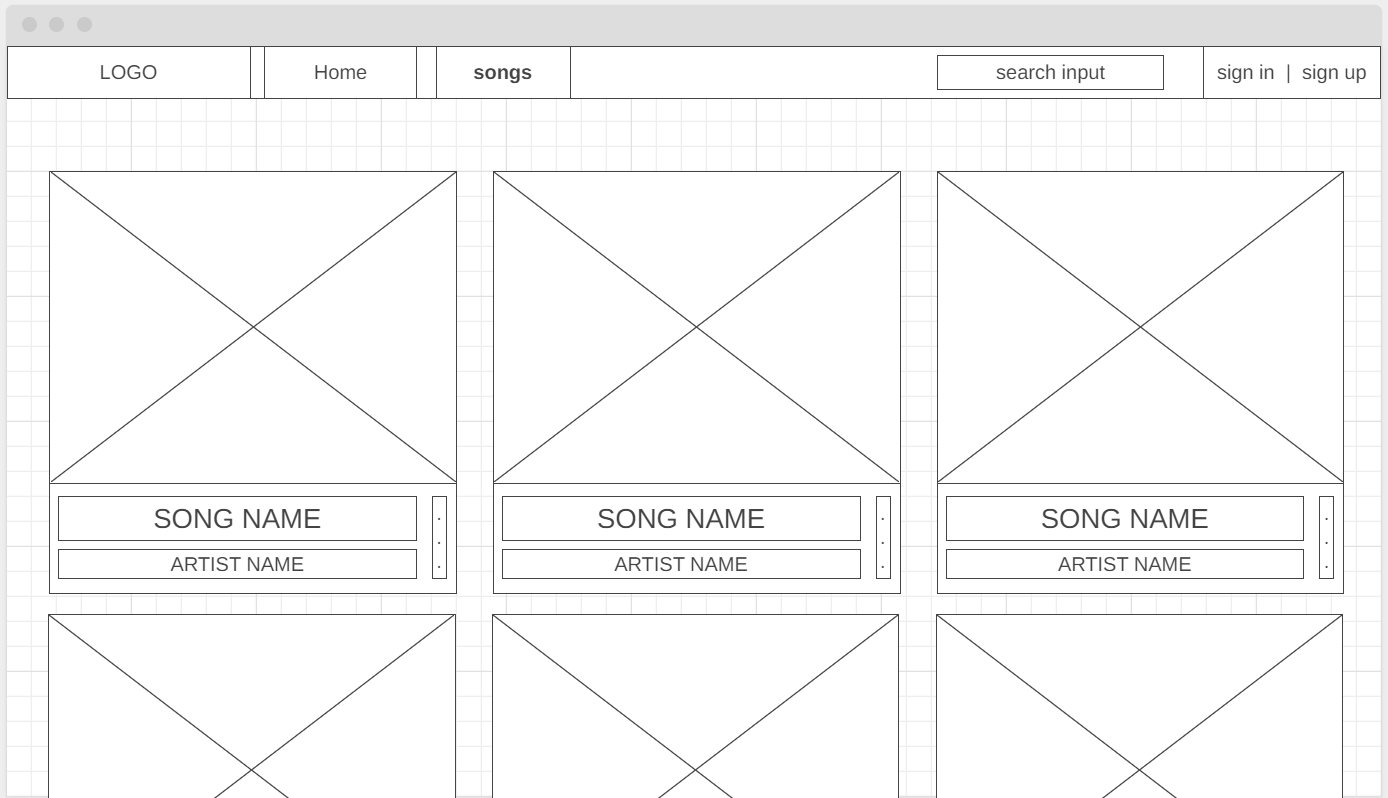 LOGO
Home
songs
search input
sign in | sign up
SONG NAME
ARTIST NAME
.
.
.
SONG NAME
ARTIST NAME
.
.
.
SONG NAME
ARTIST NAME
.
.
.